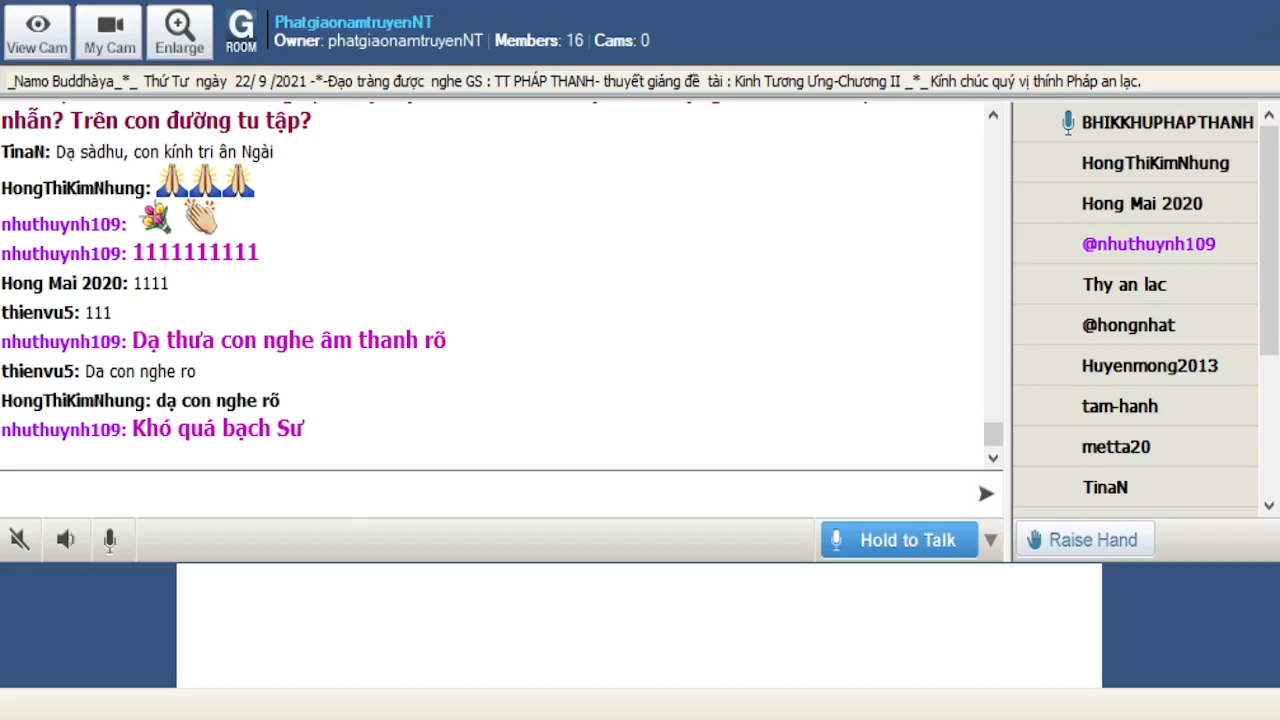 View Cam
My Cam
Enlarge
G
ROOM
PhatgiaonamtruyenNT
Owner: phatgiaonamtruyenNT | Members: 16 | Cams: 0
_Namo Buddhàya_*_ Thứ Tư ngày 22/ 9 /2021 -*-Đạo tràng được nghe GS : TT PHÁP THANH- thuyết giảng đề tài : Kinh Tương Ưng-Chương II _*_Kính chúc quý vị thính Pháp an lạc.
nhẫn? Trên con đường tu tập?
TinaN: Dạ sàdhu, con kính tri ân Ngài
HongThiKimNhung:
nhuthuynh109:
nhuthuynh109: 1111111111
Hong Mai 2020: 1111
thienvu5: 111
nhuthuynh109: Dạ thưa con nghe âm thanh rõ
thienvu5: Da con nghe ro
HongThiKimNhung: dạ con nghe rõ
nhuthuynh109: Khó quá bạch Sư
BHIKKHUPHAPTHANH
HongThiKimNhung
Hong Mai 2020
@nhuthuynh109
Thy an lac
@hongnhat
Huyenmong2013
tam-hanh
metta20
TinaN
Hold to Talk
Raise Hand